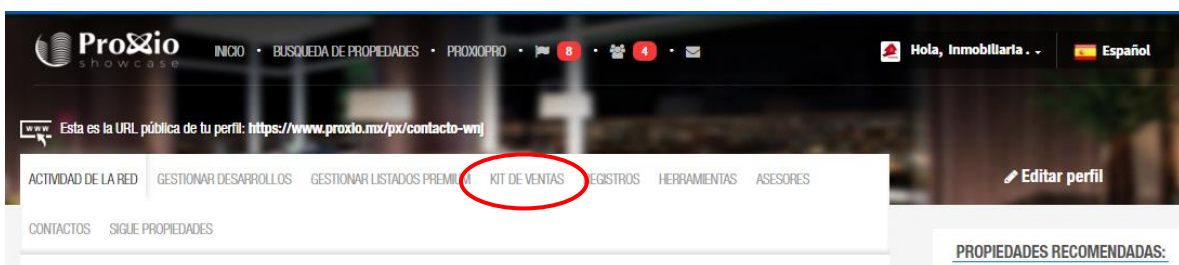 ProXio
showcase
INICIO • BUSQUEDA DE PROPIEDADES • PROXIOPRO • 8 • 4 •
Hola, Inmobiliaria . Español
www Esta es la URL pública de tu perfil: https://www.proxio.mx/px/contacto-wnj
ACTIVIDAD DE LA RED GESTIONAR DESARROLLOS GESTIONAR LISTADOS PREMIUM KIT DE VENTAS REGISTROS HERRAMIENTAS ASESORES
Editar perfil
CONTACTOS SIGUE PROPIEDADES
PROPIEDADES RECOMENDADAS: